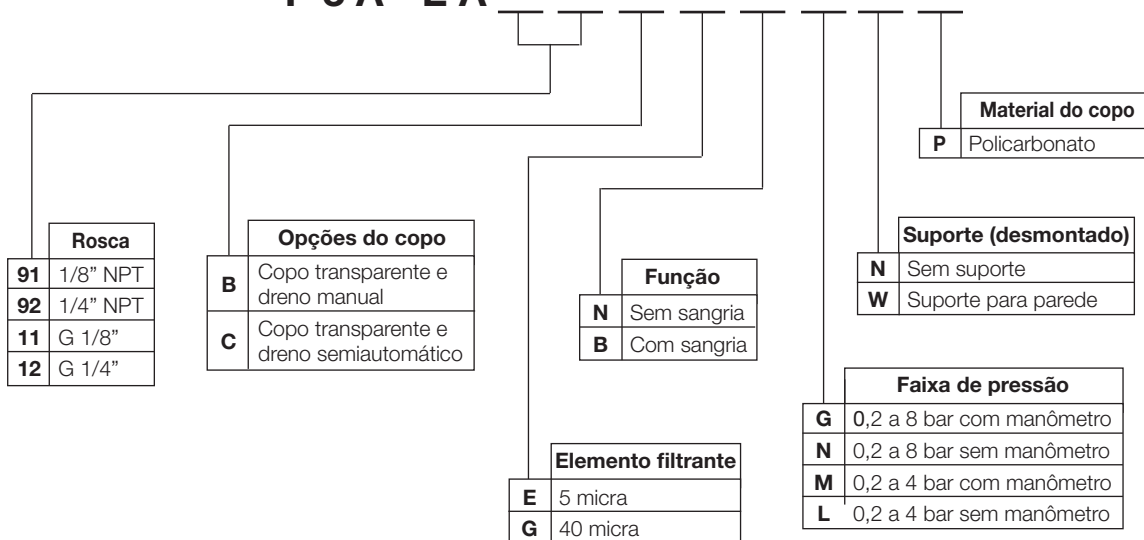 Material do copo
P Policarbonato
Rosca
91 1/8” NPT
92 1/4” NPT
11 G 1/8”
12 G 1/4”
Opções do copo
B Copo transparente e
dreno manual
C Copo transparente e
dreno semiautomático
Função
N Sem sangria
B Com sangria
Suporte (desmontado)
N Sem suporte
W Suporte para parede
Elemento filtrante
E 5 micra
G 40 micra
Faixa de pressão
G 0,2 a 8 bar com manômetro
N 0,2 a 8 bar sem manômetro
M 0,2 a 4 bar com manômetro
L 0,2 a 4 bar sem manômetro